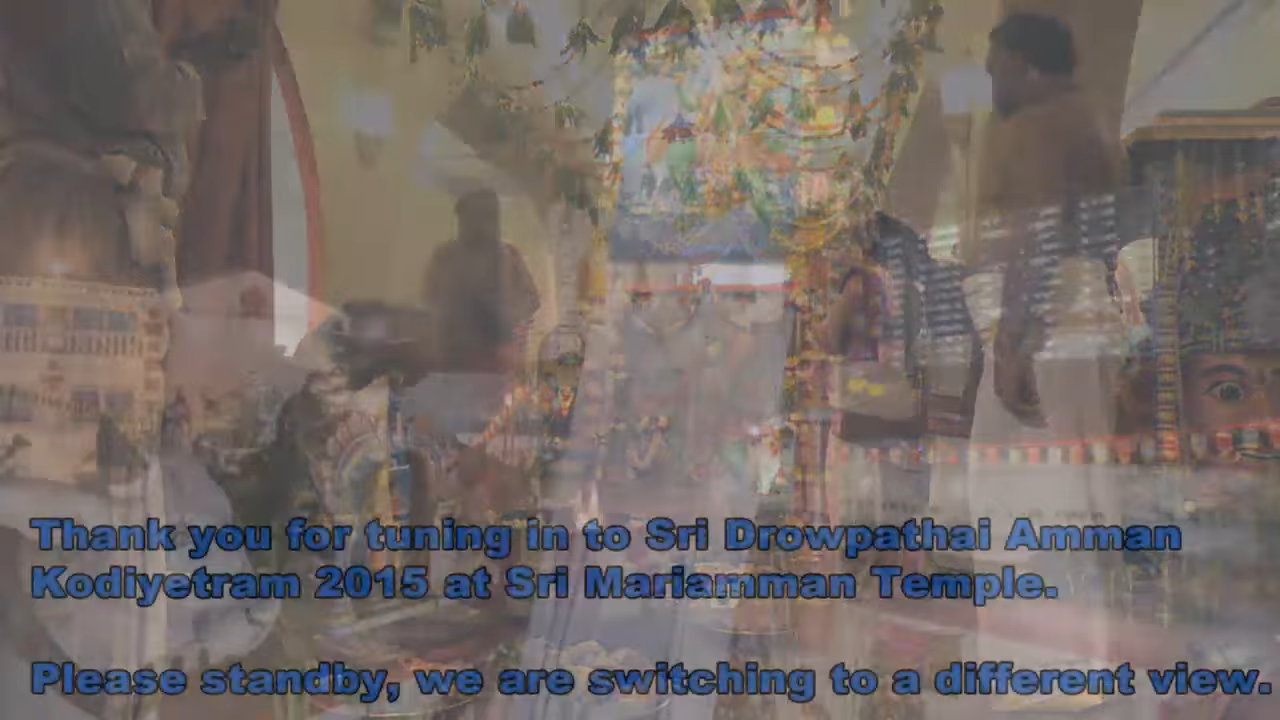 Thank you for tuning in to Sri Drowpathai Amman
Kodiyetram 2015 at Sri Mariamman Temple.
Please standby, we are switching to a different view.